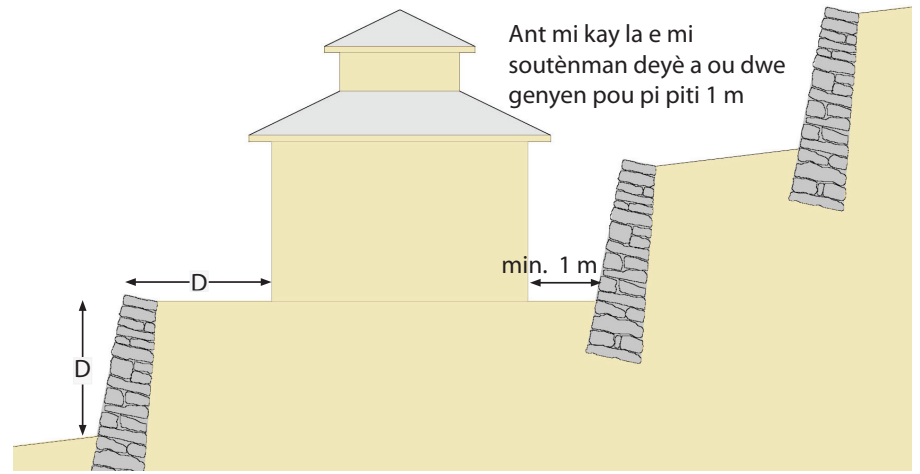 Ant mi kay la e mi
soutènman deyè a ou dwe
genyen pou pi piti 1 m
min. 1 m
D
D